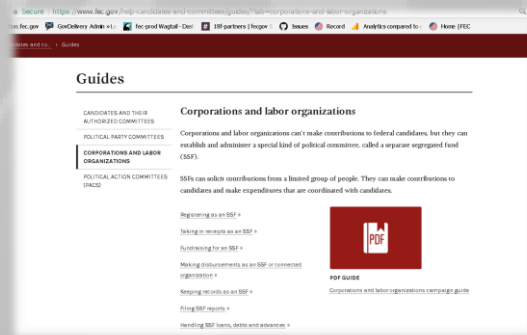 Secure | https://www.fec.gov/help-candidates-and-committees/guides/?tab=corporations-and-labor-organizations
GovDelivery Admin » L fec-prod Wagtail - Desi 18f-partners | fecgov S Issues Record Analytics compared to Home | FEC
› Guides
Guides
CANDIDATES AND THEIR
AUTHORIZED COMMITTEES
POLITICAL PARTY COMMITTEES
CORPORATIONS AND LABOR
ORGANIZATIONS
POLITICAL ACTION COMMITTEES
(PACS)
Corporations and labor organizations
Corporations and labor organizations can't make contributions to federal candidates, but they can
establish and administer a special kind of political committee, called a separate segregated fund
(SSF).
SSFs can solicit contributions from a limited group of people. They can make contributions to
candidates and make expenditures that are coordinated with candidates.
Registering as an SSF »
Taking in receipts as an SSF »
Fundraising for an SSF »
Making disbursements as an SSF or connected
organization »
Keeping records as an SSF »
Filing SSF reports »
Handling SSF loans, debts and advances »
PDF
PDF GUIDE
Corporations and labor organizations campaign guide